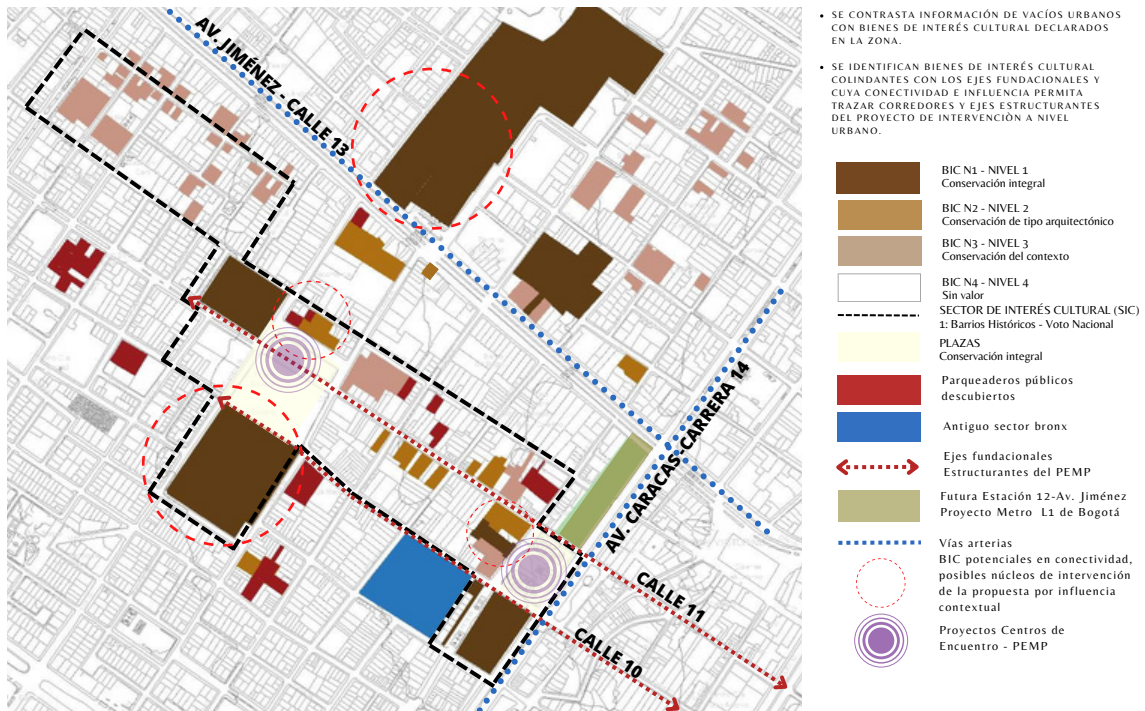 AV. JIMÉNEZ - CALLE 13
AV. CARACAS-CARRERA 14
CALLE 11
CALLE 10
• SE CONTRASTA INFORMACIÓN DE VACÍOS URBANOS
CON BIENES DE INTERÉS CULTURAL DECLARADOS
EN LA ZONA.
• SE IDENTIFICAN BIENES DE INTERÉS CULTURAL
COLINDANTES CON LOS EJES FUNDACIONALES Y
CUYA CONECTIVIDAD E INFLUENCIA PERMITA
TRAZAR CORREDORES Y EJES ESTRUCTURANTES
DEL PROYECTO DE INTERVENCIÒN A NIVEL
URBANO.
BIC N1 - NIVEL 1
Conservación integral
BIC N2 - NIVEL 2
Conservación de tipo arquitectónico
BIC N3 - NIVEL 3
Conservación del contexto
BIC N4 - NIVEL 4
Sin valor
SECTOR DE INTERÉS CULTURAL (SIC)
1: Barrios Históricos - Voto Nacional
PLAZAS
Conservación integral
Parqueaderos públicos
descubiertos
Antiguo sector bronx
Ejes fundacionales
Estructurantes del PEMP
Futura Estación 12-Av. Jiménez
Proyecto Metro L1 de Bogotá
Vías arterias
BIC potenciales en conectividad,
posibles núcleos de intervención
de la propuesta por influencia
contextual
Proyectos Centros de
Encuentro - PEMP